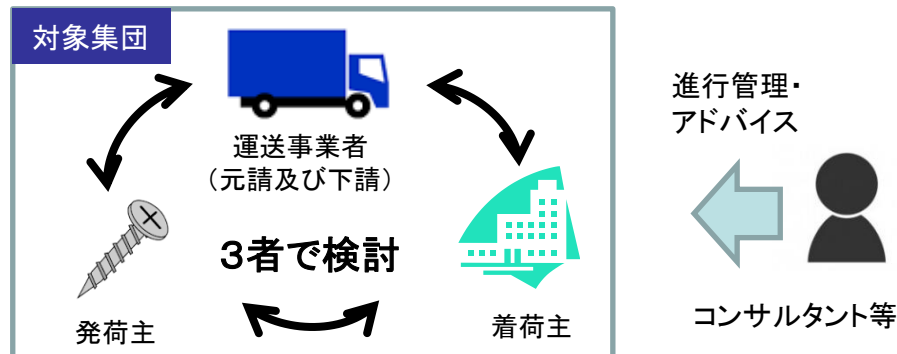 対象集団
進行管理・
アドバイス
運送事業者
（元請及び下請）
３者で検討
発荷主
着荷主
コンサルタント等